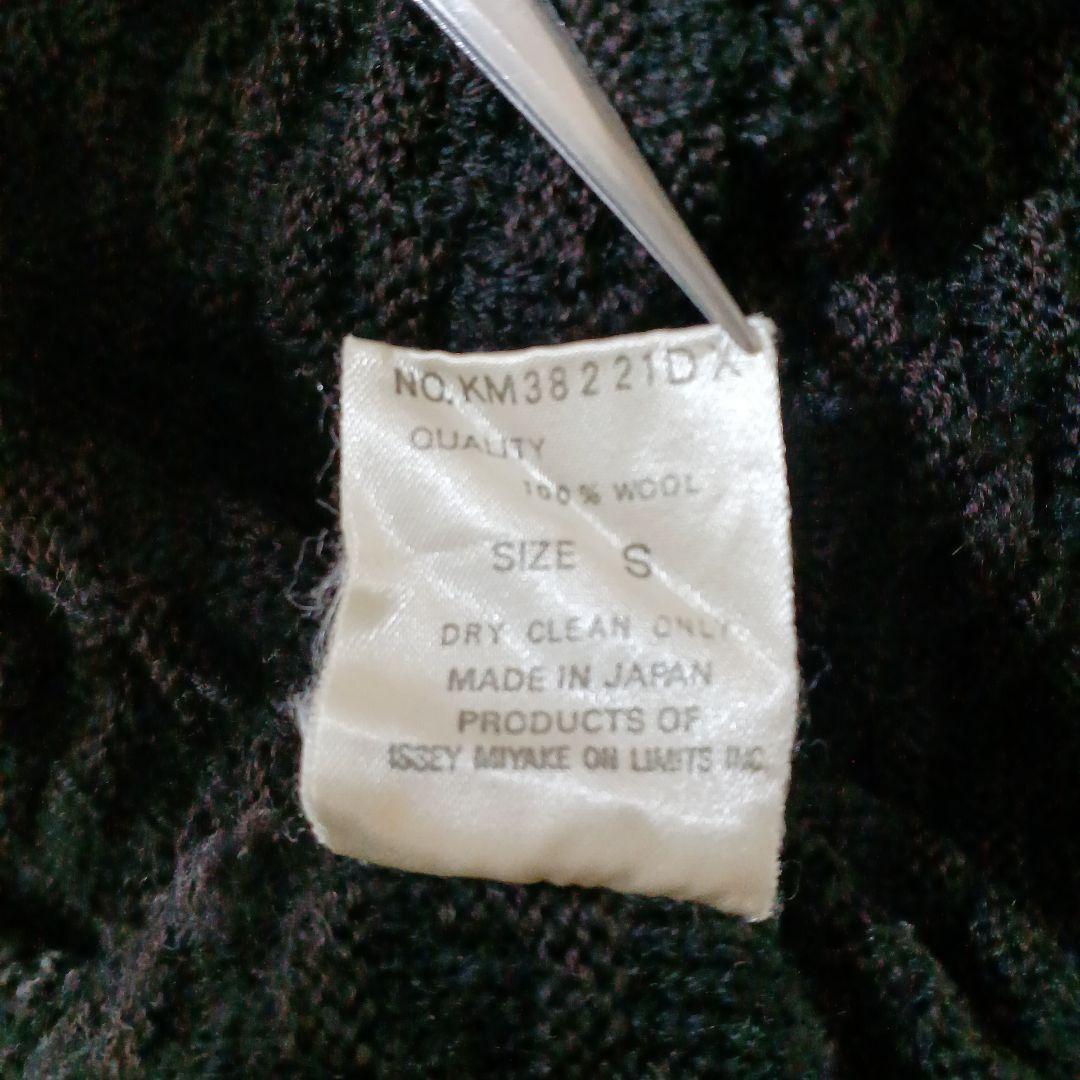 NO. KM38221DA
QUALITY
100% WOOL
SIZE S
DRY CLEAN ONLY
MADE IN JAPAN
PRODUCTS OF
ISSEY MIYAKE ON LIMITS INC.